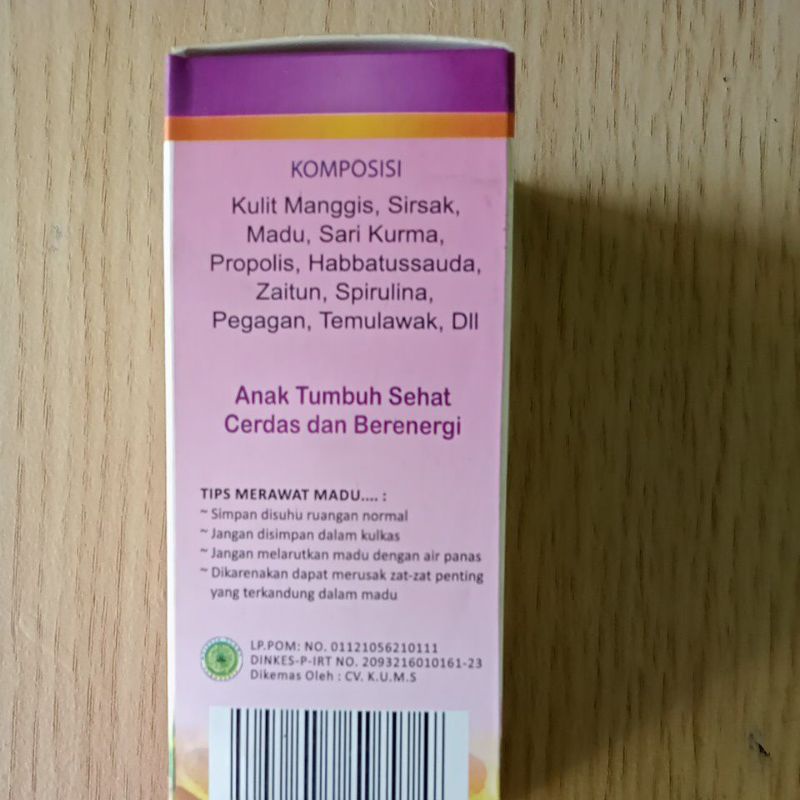 KOMPOSISI
Kulit Manggis, Sirsak,
Madu, Sari Kurma,
Propolis, Habbatussauda,
Zaitun, Spirulina,
Pegagan, Temulawak, Dll
Anak Tumbuh Sehat
Cerdas dan Berenergi
TIPS MERAWAT MADU.... :
~ Simpan disuhu ruangan normal
~ Jangan disimpan dalam kulkas
~ Jangan melarutkan madu dengan air panas
~ Dikarenakan dapat merusak zat-zat penting
yang terkandung dalam madu
LP.POM: NO. 01121056210111
DINKES-P-IRT NO. 2093216010161-23
Dikemas Oleh : CV. K.U.M.S